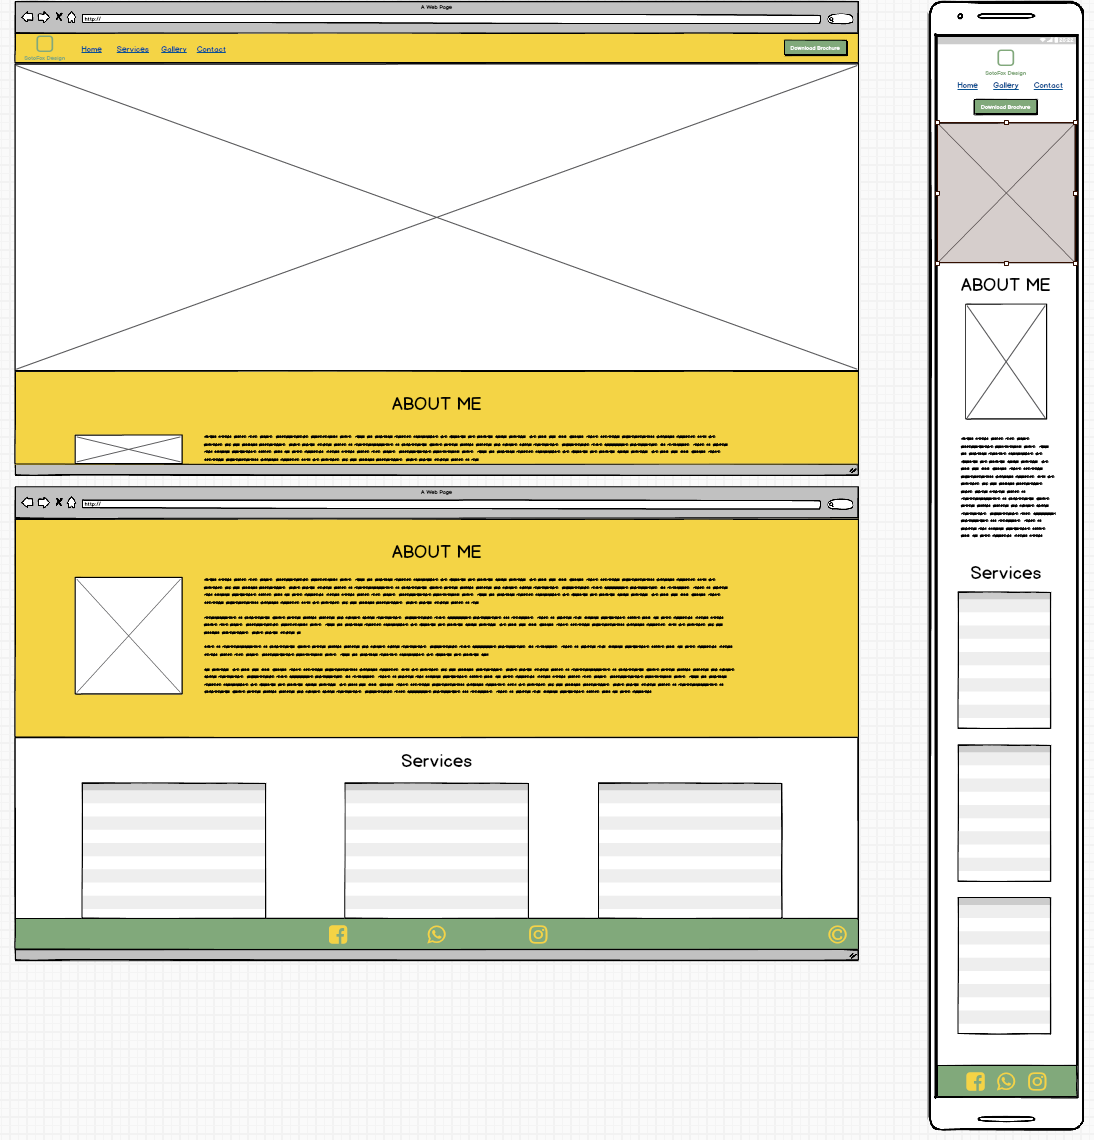 A Web Page
http://
SotoFox Design
Home Services Gallery Contact
Download Brochure
ABOUT ME
A Web Page
http://
ABOUT ME
Services
©
SotoFox Design
Home Gallery Contact
Download Brochure
ABOUT ME
Services